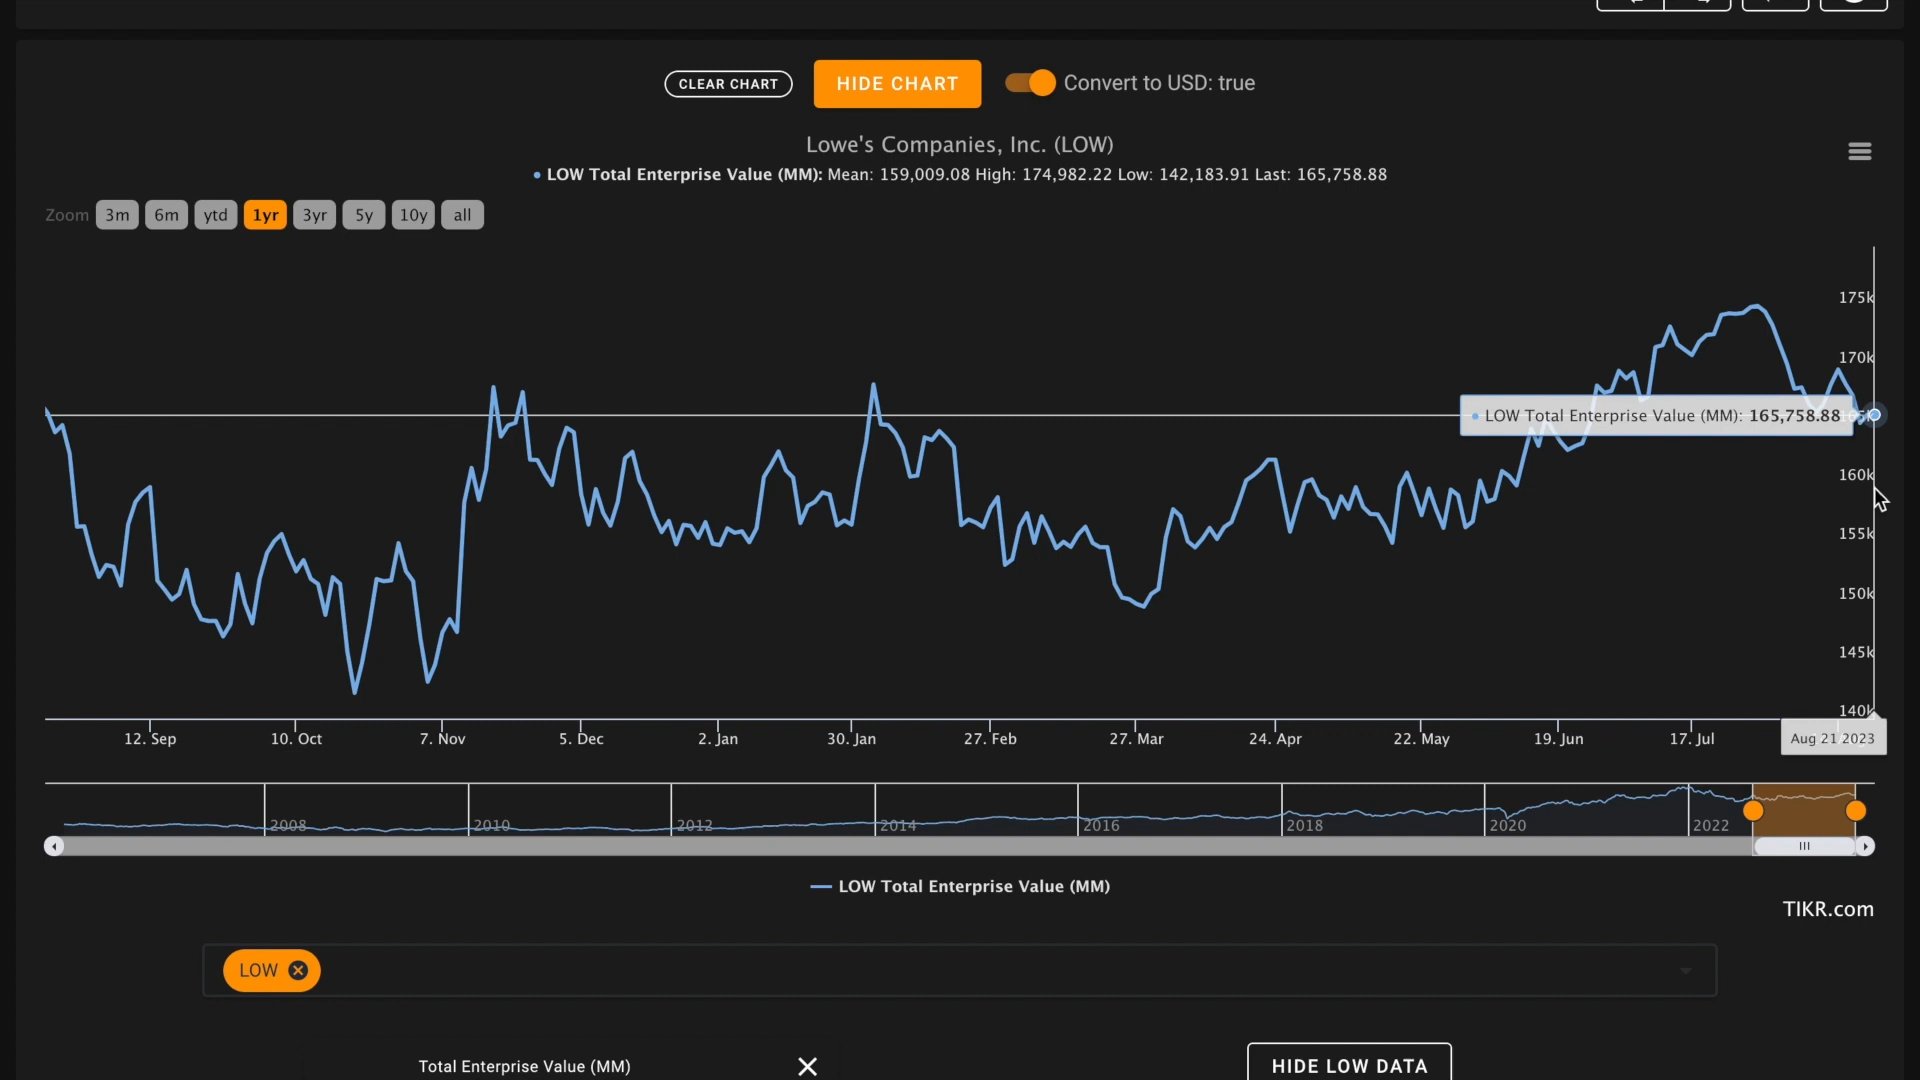 CLEAR CHART HIDE CHART Convert to USD: true
Lowe's Companies, Inc. (LOW)
LOW Total Enterprise Value (MM): Mean: 159,009.08 High: 174,982.22 Low: 142,183.91 Last: 165,758.88
Zoom 3m 6m ytd 1yr 3yr 5y 10y all
175k
170k
LOW Total Enterprise Value (MM): 165,758.88
160k
155k
150k
145k
140k
12. Sep 10. Oct 7. Nov 5. Dec 2. Jan 30. Jan 27. Feb 27. Mar 24. Apr 22. May 19. Jun 17. Jul Aug 21 2023
2008 2010 2012 2014 2016 2018 2020 2022
LOW Total Enterprise Value (MM)
TIKR.com
LOW
Total Enterprise Value (MM) HIDE LOW DATA